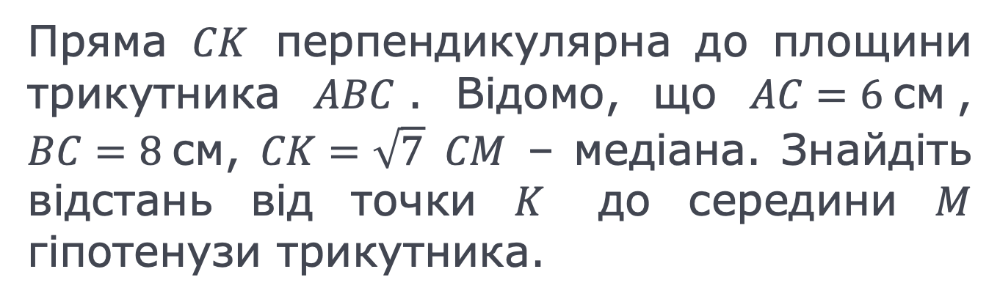 Пряма CK перпендикулярна до площини
трикутника ABC . Відомо, що AC = 6 см ,
BC = 8 см, CK = √7 CM – медіана. Знайдіть
відстань від точки K до середини M
гіпотенузи трикутника.